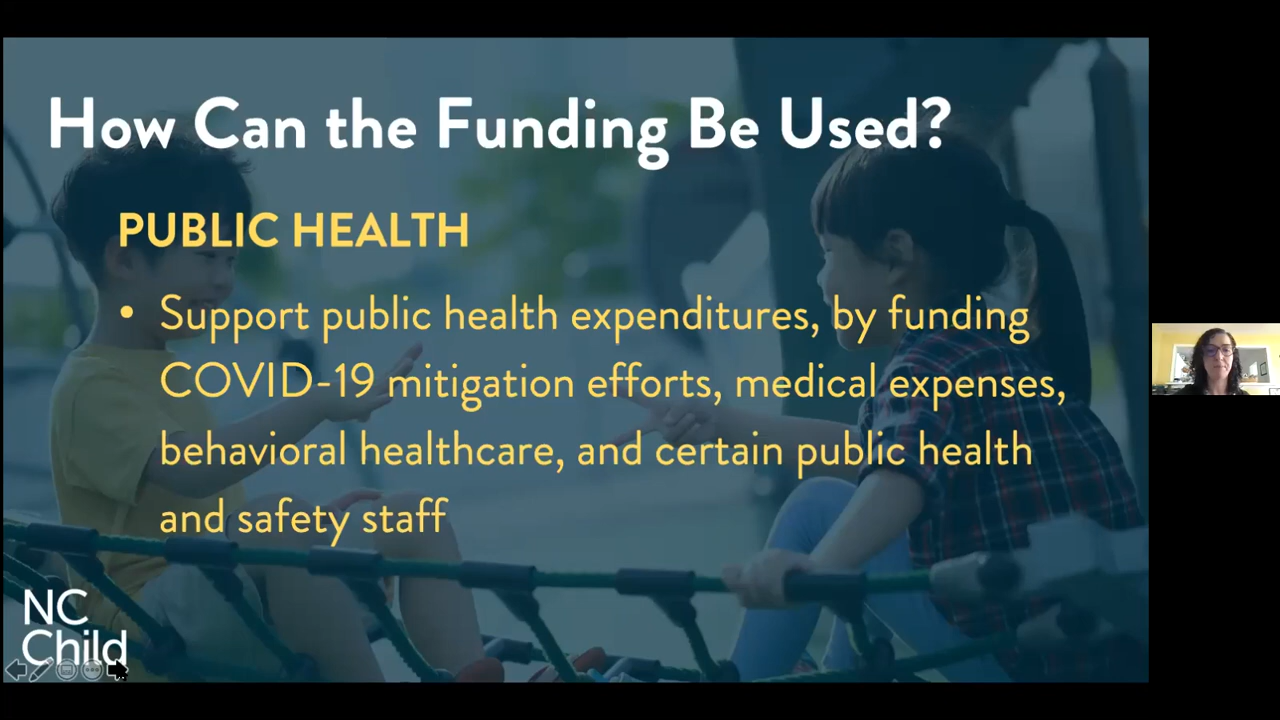 How Can the Funding Be Used?
PUBLIC HEALTH
• Support public health expenditures, by funding
COVID-19 mitigation efforts, medical expenses,
behavioral healthcare, and certain public health
and safety staff
NC
Child